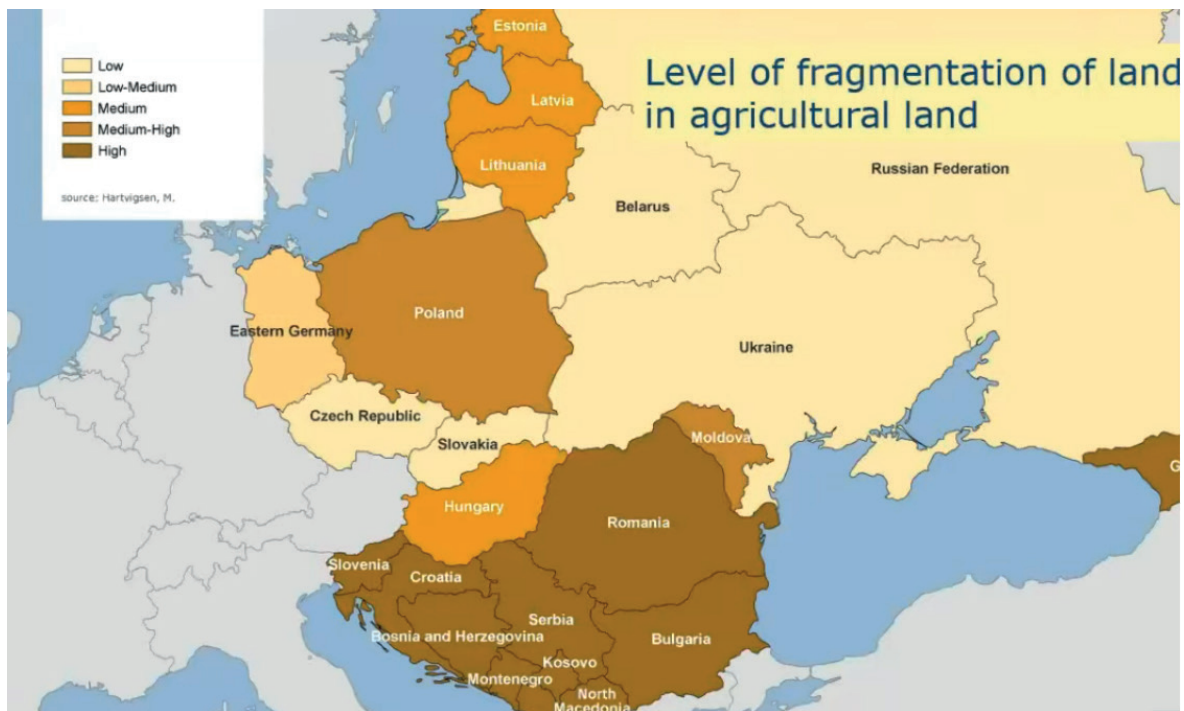 Low
Low-Medium
Medium
Medium-High
High
source: Hartvigsen, M.
Level of fragmentation of land
in agricultural land
Estonia
Latvia
Lithuania
Russian Federation
Belarus
Poland
Eastern Germany
Ukraine
Czech Republic
Slovakia
Moldova
Hungary
Romania
Slovenia
Croatia
Serbia
Bosnia and Herzegovina
Bulgaria
Kosovo
Montenegro
North
Macedonia